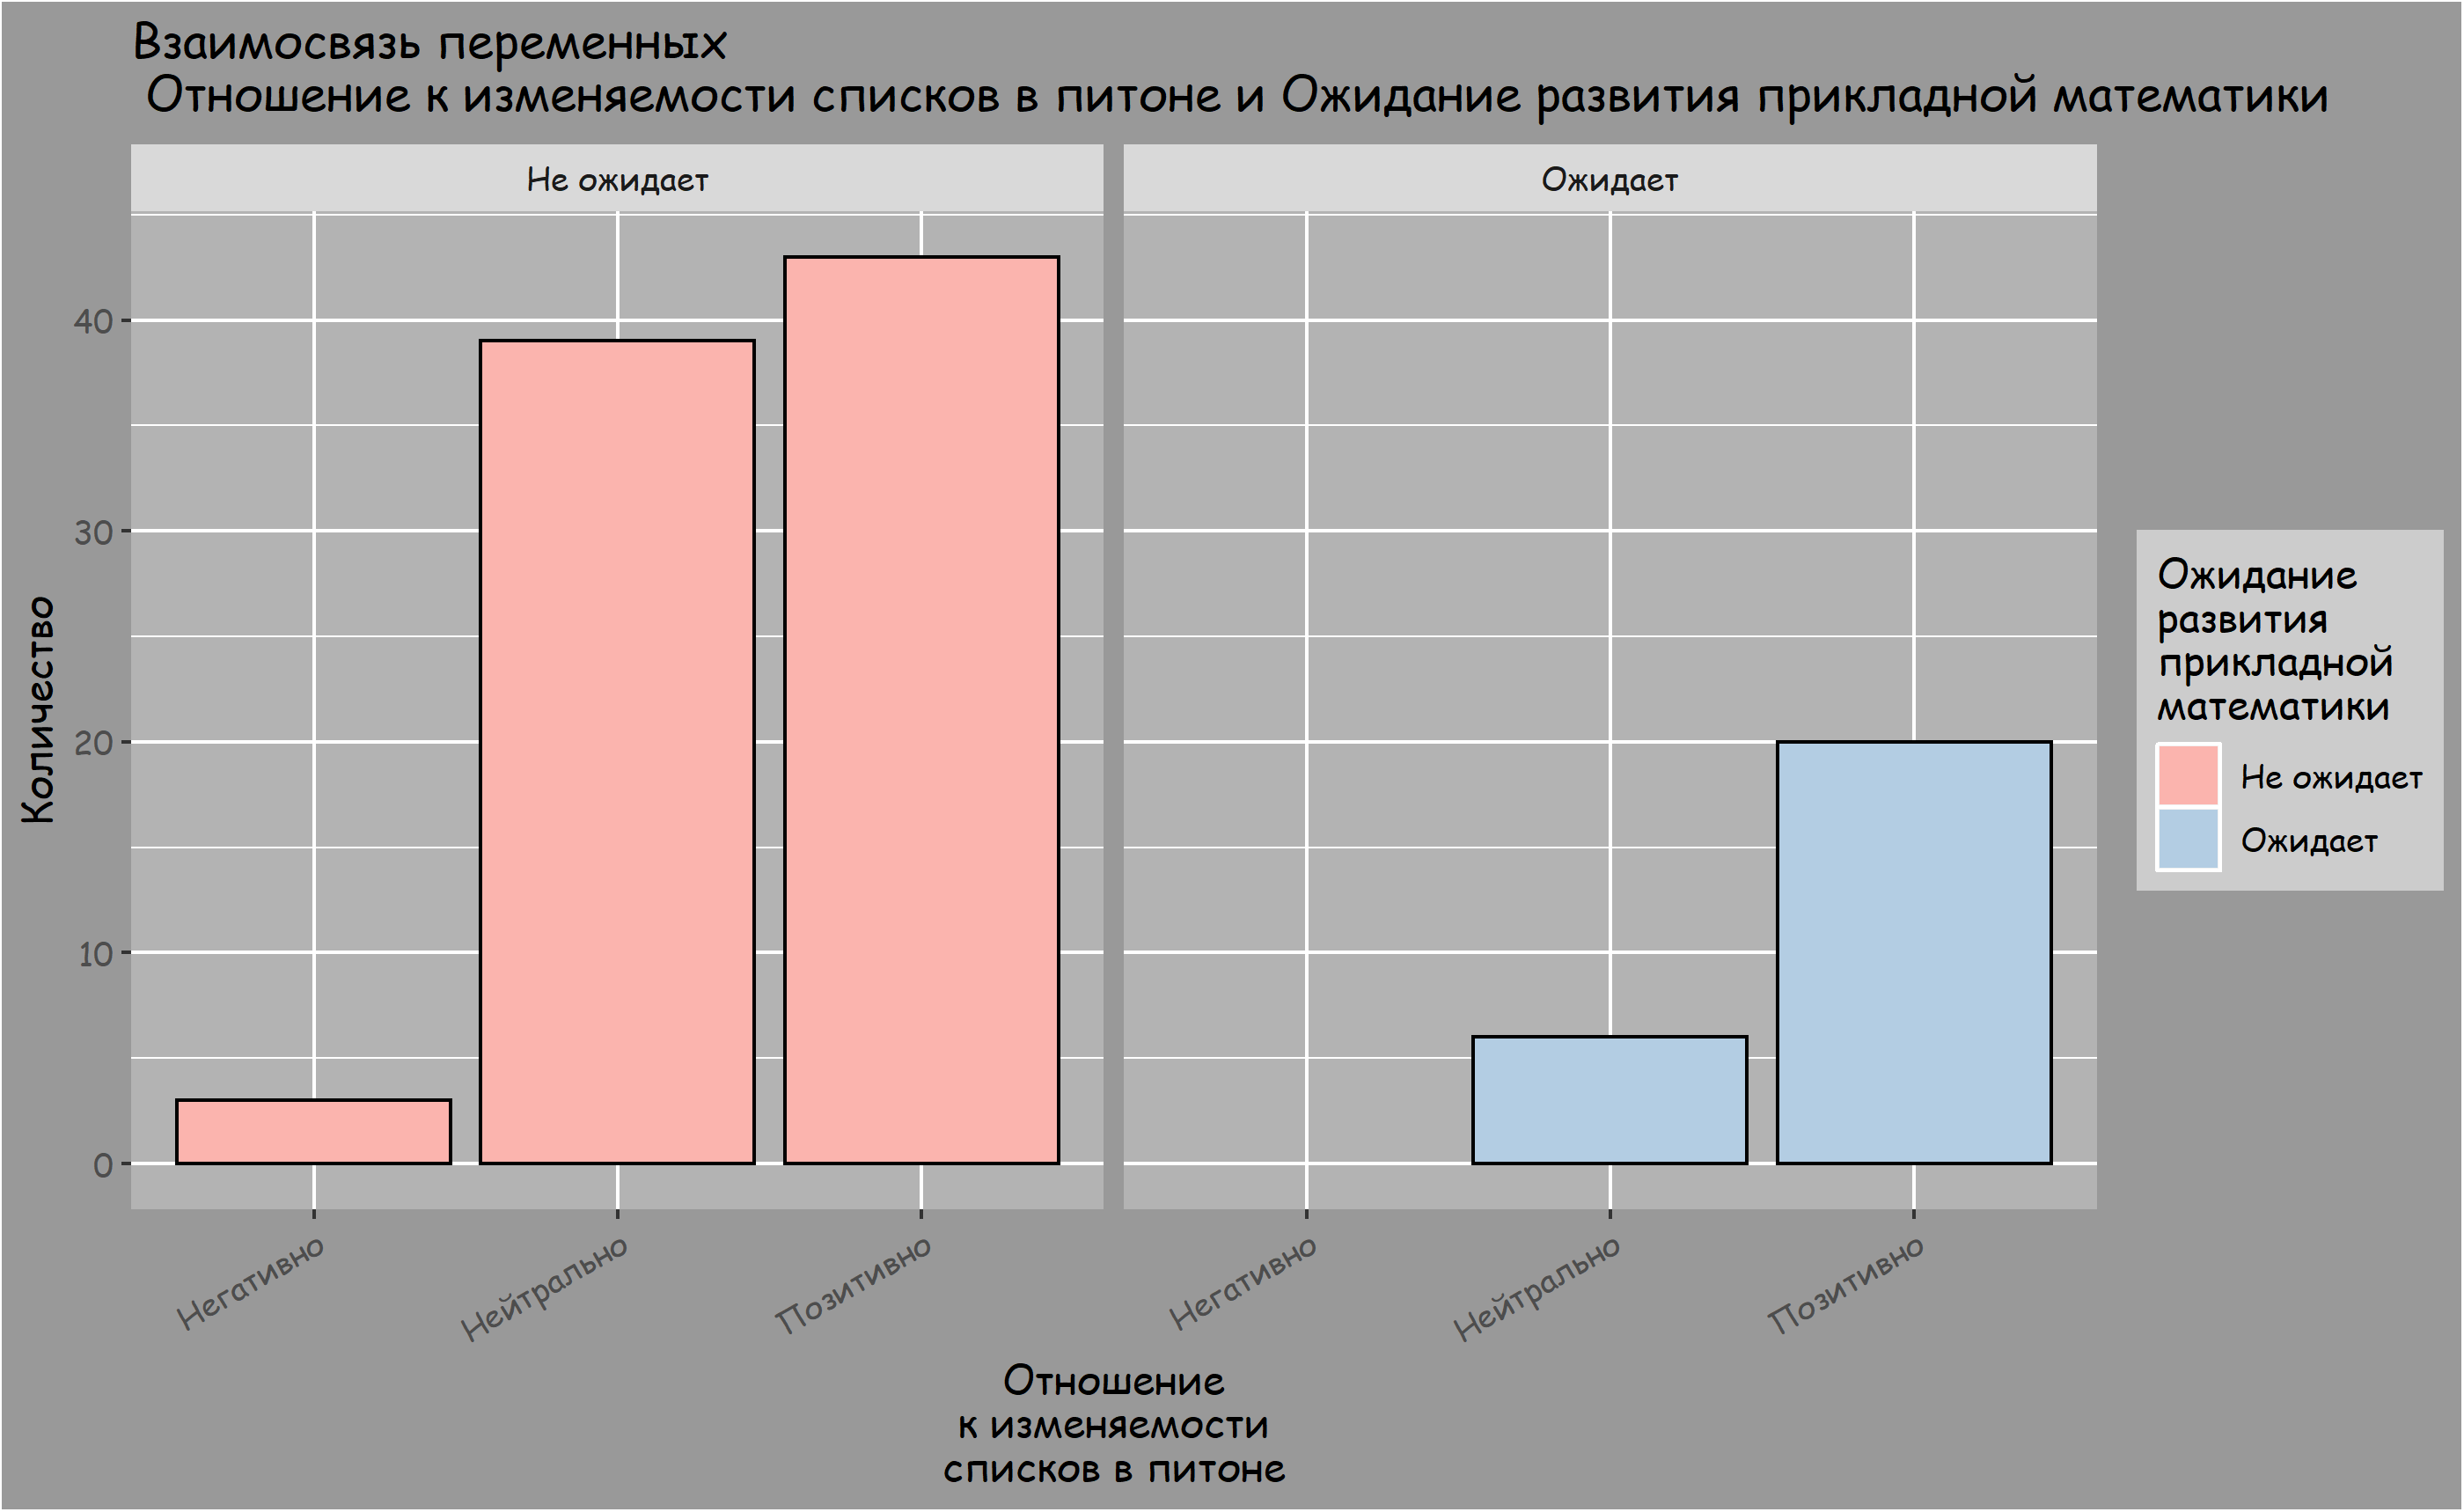 Взаимосвязь переменных
Отношение к изменяемости списков в питоне и Ожидание развития прикладной математики
Не ожидает
Ожидает
Количество
40
30
20
10
0
Негативно
Нейтрально
Позитивно
Негативно
Нейтрально
Позитивно
Отношение
к изменяемости
списков в питоне
Ожидание
развития
прикладной
математики
Не ожидает
Ожидает